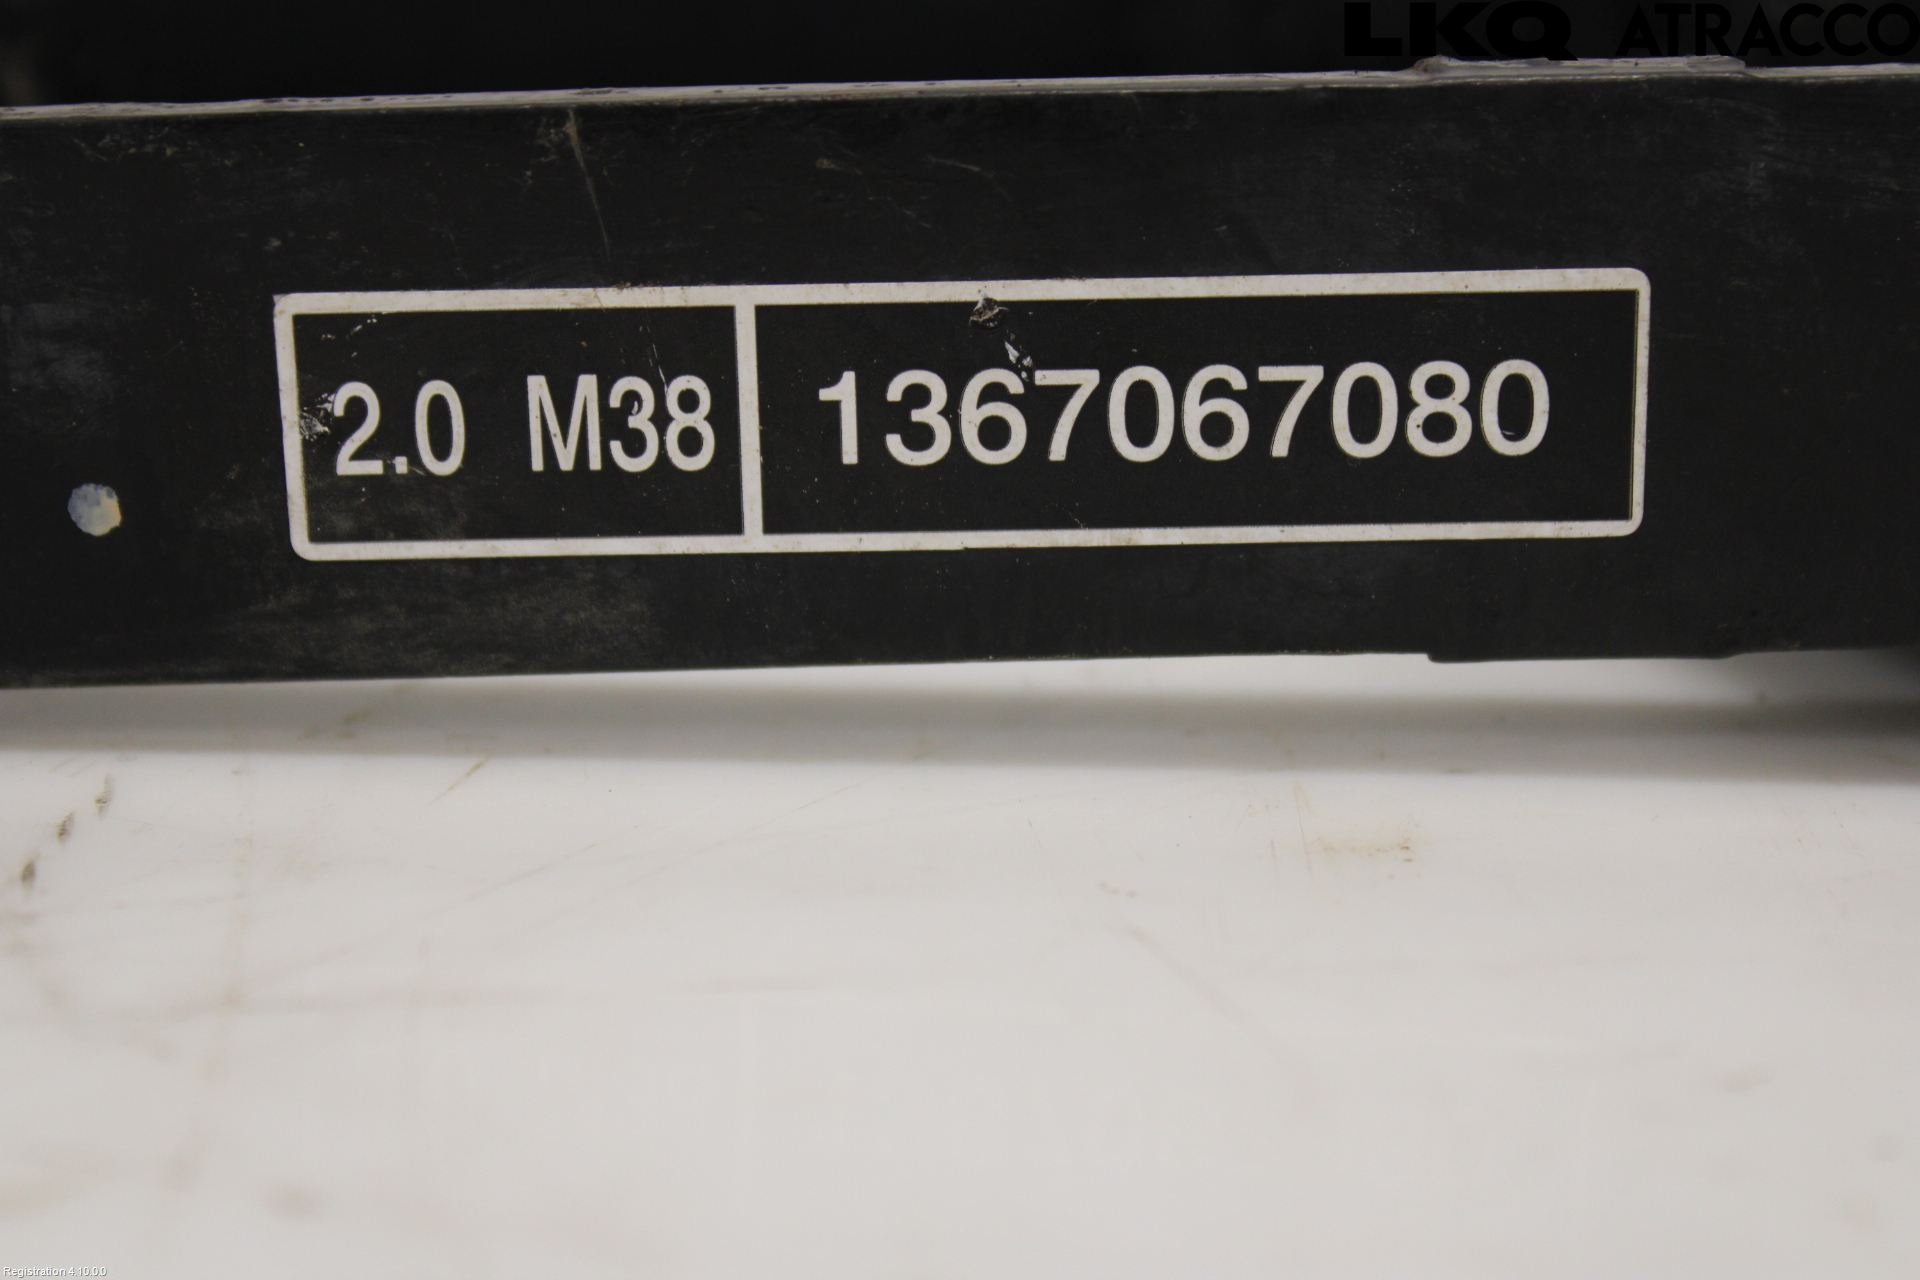 LKQ ATRACCO
2.0 M38 1367067080
Registration 4.10.0.0